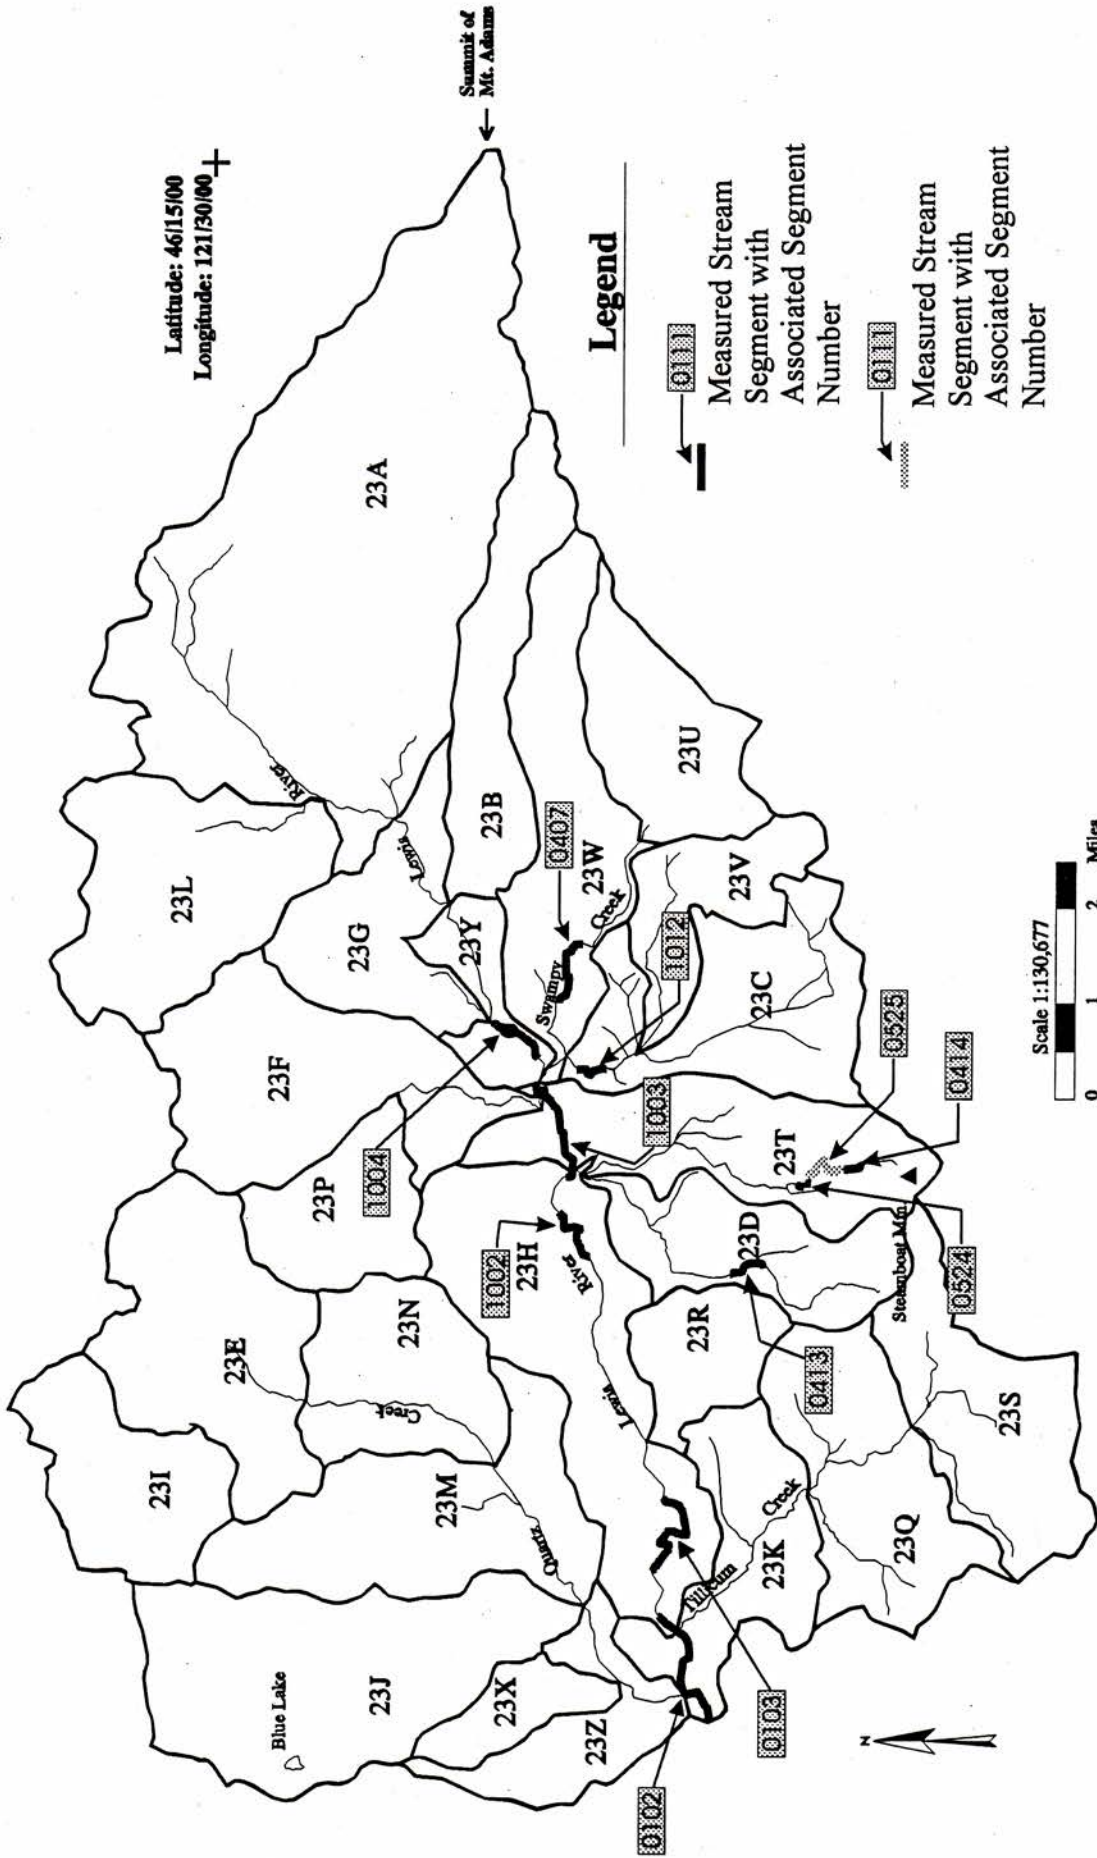 Summit of
Mt. Adams
Latitude: 46/15/00
Longitude: 121/30/00
23A
River
Lewis
23L
23G
23B
23Y
0407
23W
Creek
Swampy
23U
23V
1012
23C
23F
1004
23P
1003
1002
23H
River
23T
0525
0414
Steamboat Mtn.
0524
23D
0413
23R
23E
23N
Creek
23I
23M
Quartz
Lewis
0103
Creek
Tillicum
23K
23Q
23S
Blue Lake
23J
23X
23Z
0102
N
Legend
0111
Measured Stream
Segment with
Associated Segment
Number
0111
Measured Stream
Segment with
Associated Segment
Number
Scale 1:130,677
0 1 2 Miles